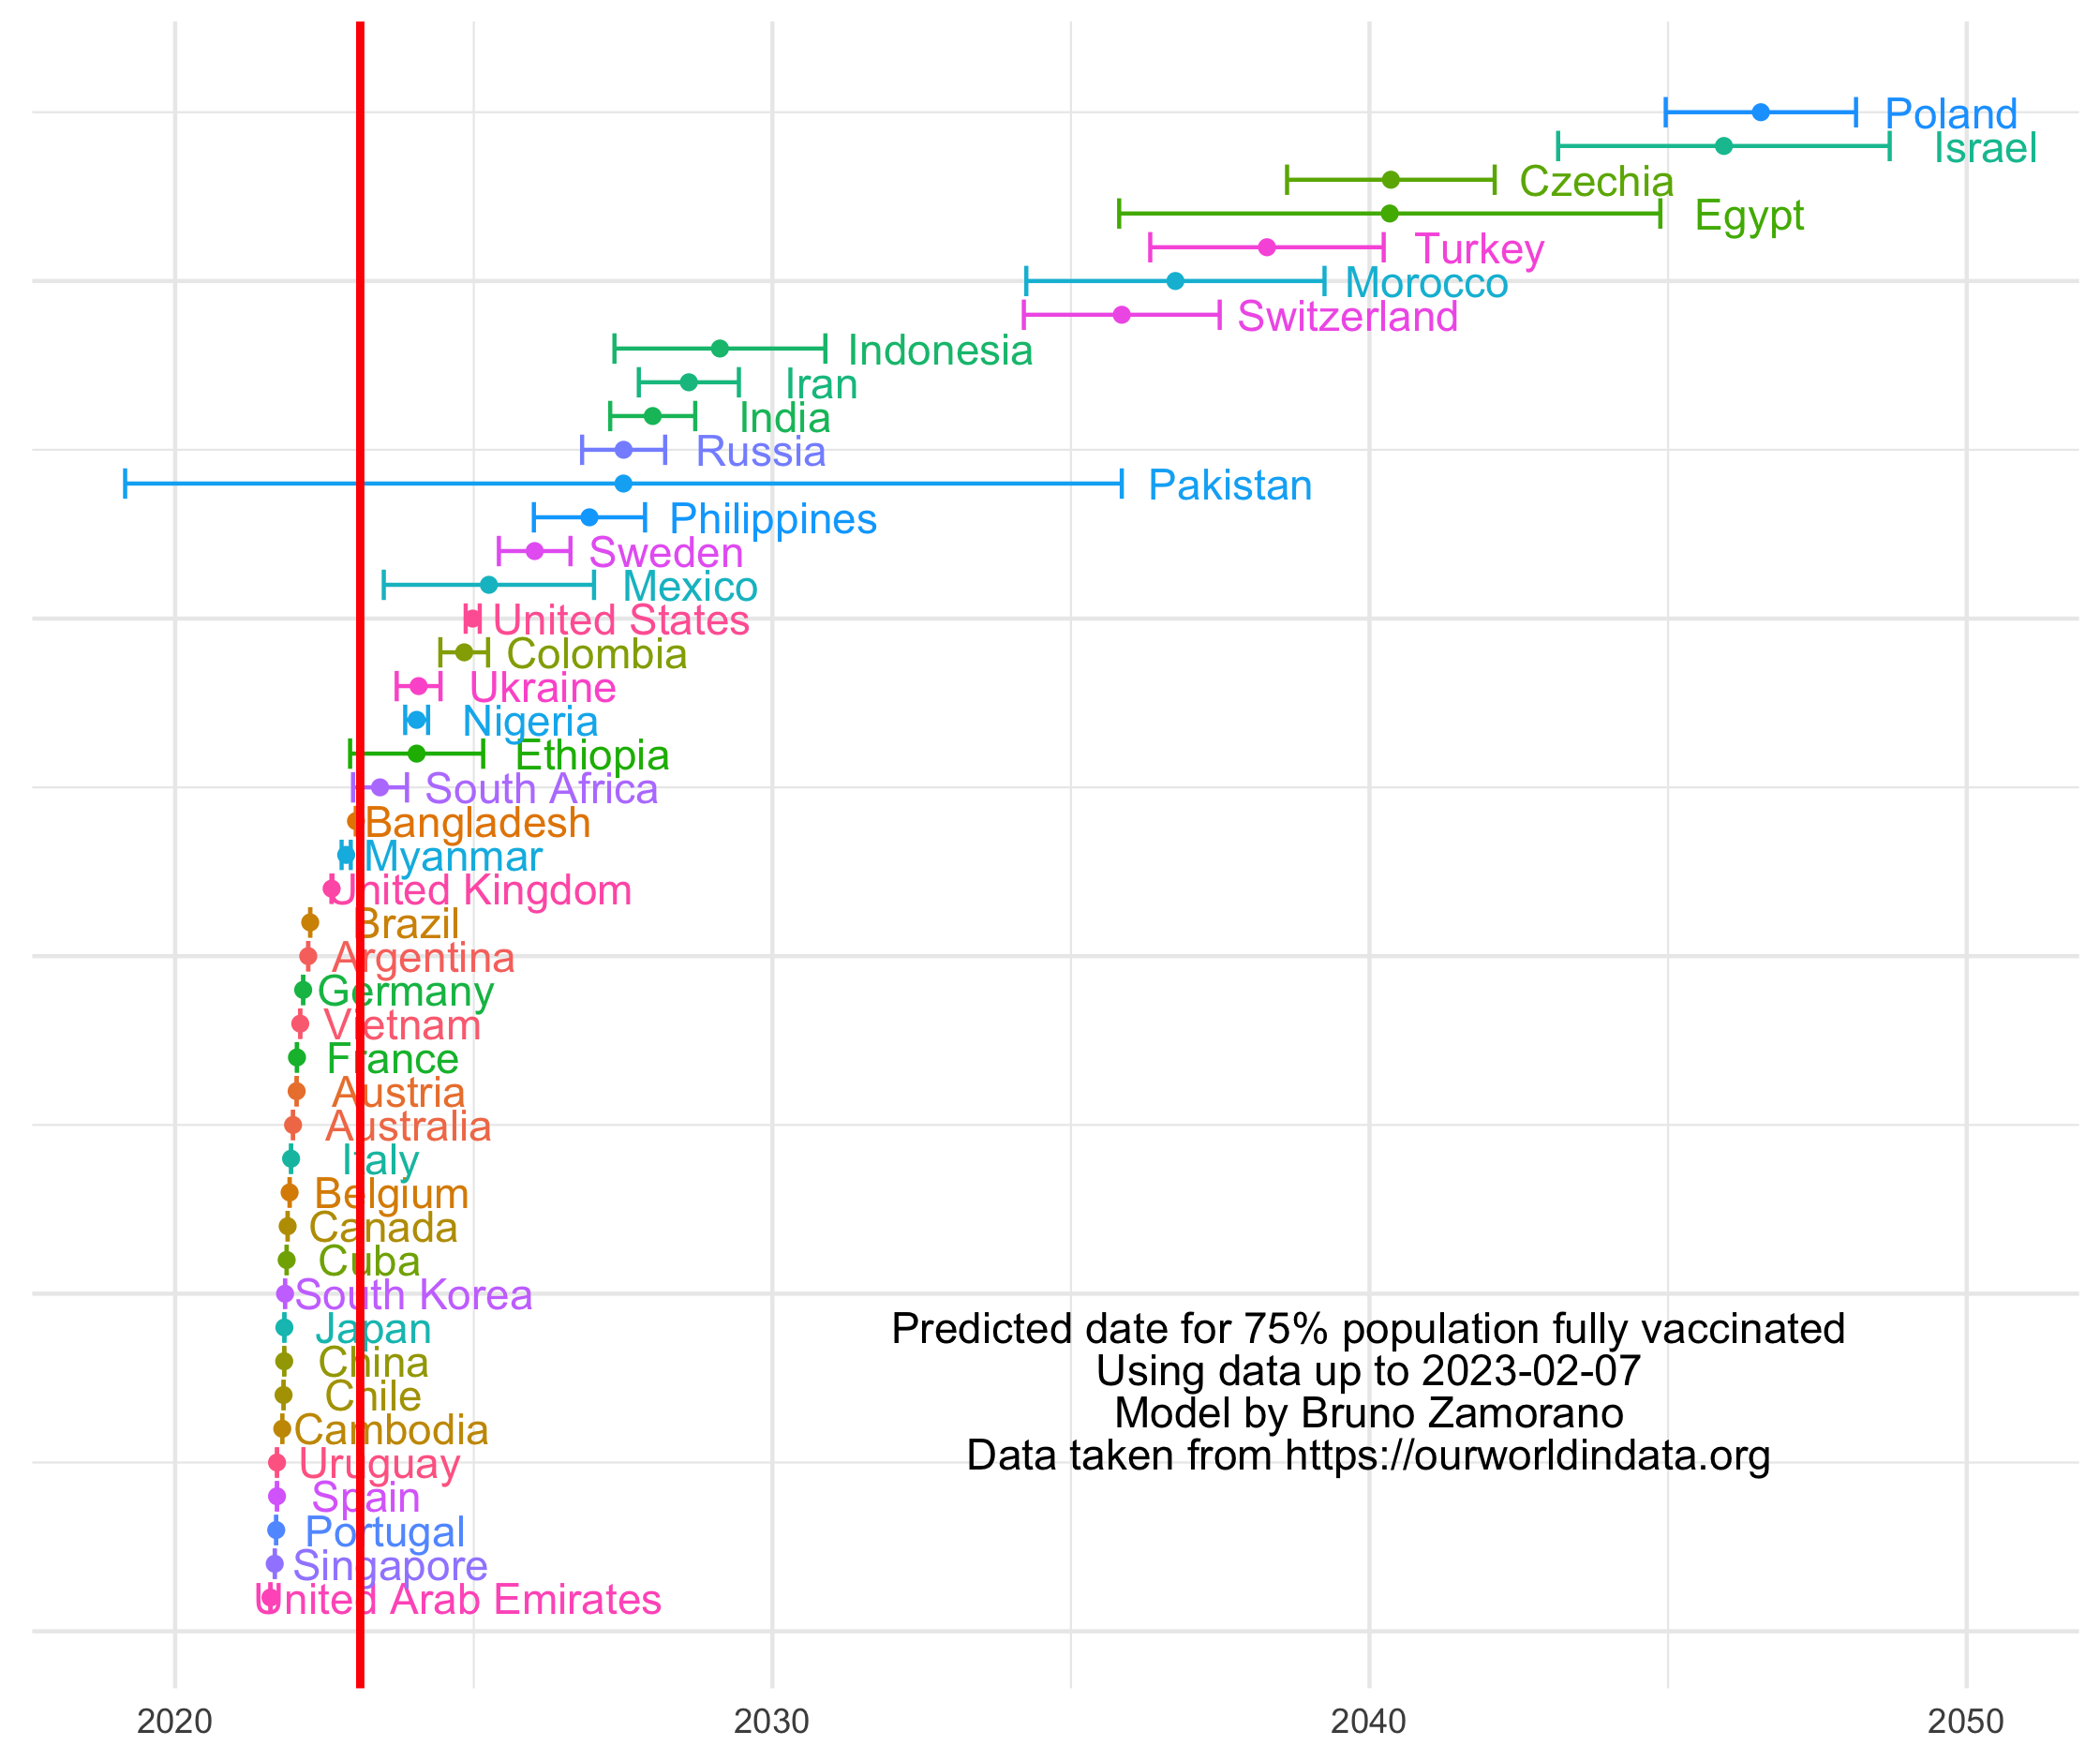 Poland
Israel
Czechia
Egypt
Turkey
Morocco
Switzerland
Indonesia
Iran
India
Russia
Pakistan
Philippines
Sweden
Mexico
United States
Colombia
Ukraine
Nigeria
Ethiopia
South Africa
Bangladesh
Myanmar
United Kingdom
Brazil
Argentina
Germany
Vietnam
France
Austria
Australia
Italy
Belgium
Canada
Cuba
South Korea
Japan
China
Chile
Cambodia
Uruguay
Spain
Portugal
Singapore
United Arab Emirates
Predicted date for 75% population fully vaccinated
Using data up to 2023-02-07
Model by Bruno Zamorano
Data taken from https://ourworldindata.org
2020 2030 2040 2050